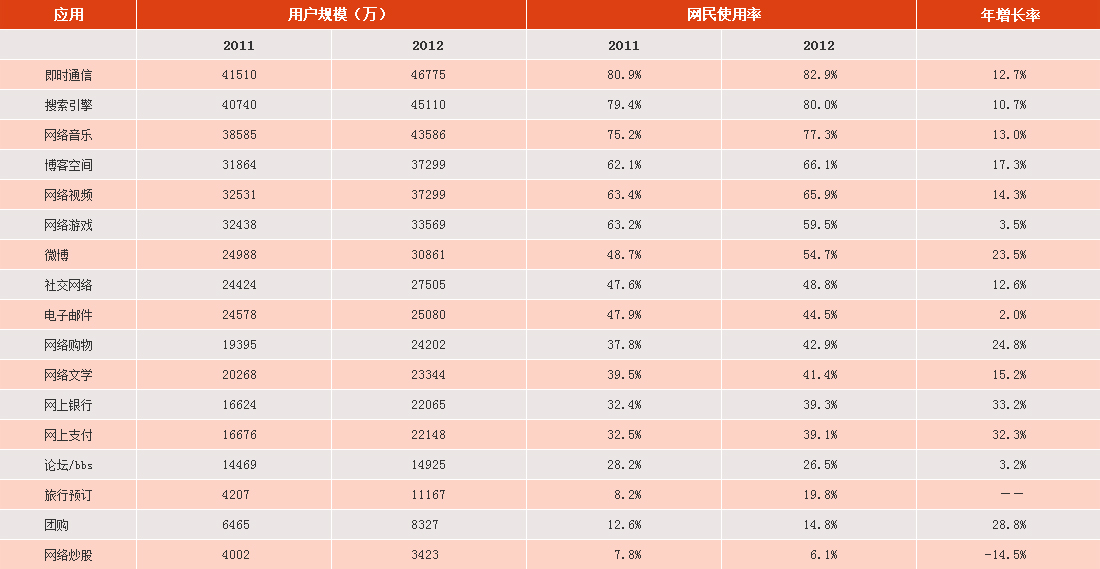 应用 用户规模（万） 网民使用率 年增长率
2011 2012 2011 2012
即时通信 41510 46775 80.9% 82.9% 12.7%
搜索引擎 40740 45110 79.4% 80.0% 10.7%
网络音乐 38585 43586 75.2% 77.3% 13.0%
博客空间 31864 37299 62.1% 66.1% 17.3%
网络视频 32531 37299 63.4% 65.9% 14.3%
网络游戏 32438 33569 63.2% 59.5% 3.5%
微博 24988 30861 48.7% 54.7% 23.5%
社交网络 24424 27505 47.6% 48.8% 12.6%
电子邮件 24578 25080 47.9% 44.5% 2.0%
网络购物 19395 24202 37.8% 42.9% 24.8%
网络文学 20268 23344 39.5% 41.4% 15.2%
网上银行 16624 22065 32.4% 39.3% 33.2%
网上支付 16676 22148 32.5% 39.1% 32.3%
论坛/bbs 14469 14925 28.2% 26.5% 3.2%
旅行预订 4207 11167 8.2% 19.8% ——
团购 6465 8327 12.6% 14.8% 28.8%
网络炒股 4002 3423 7.8% 6.1% -14.5%